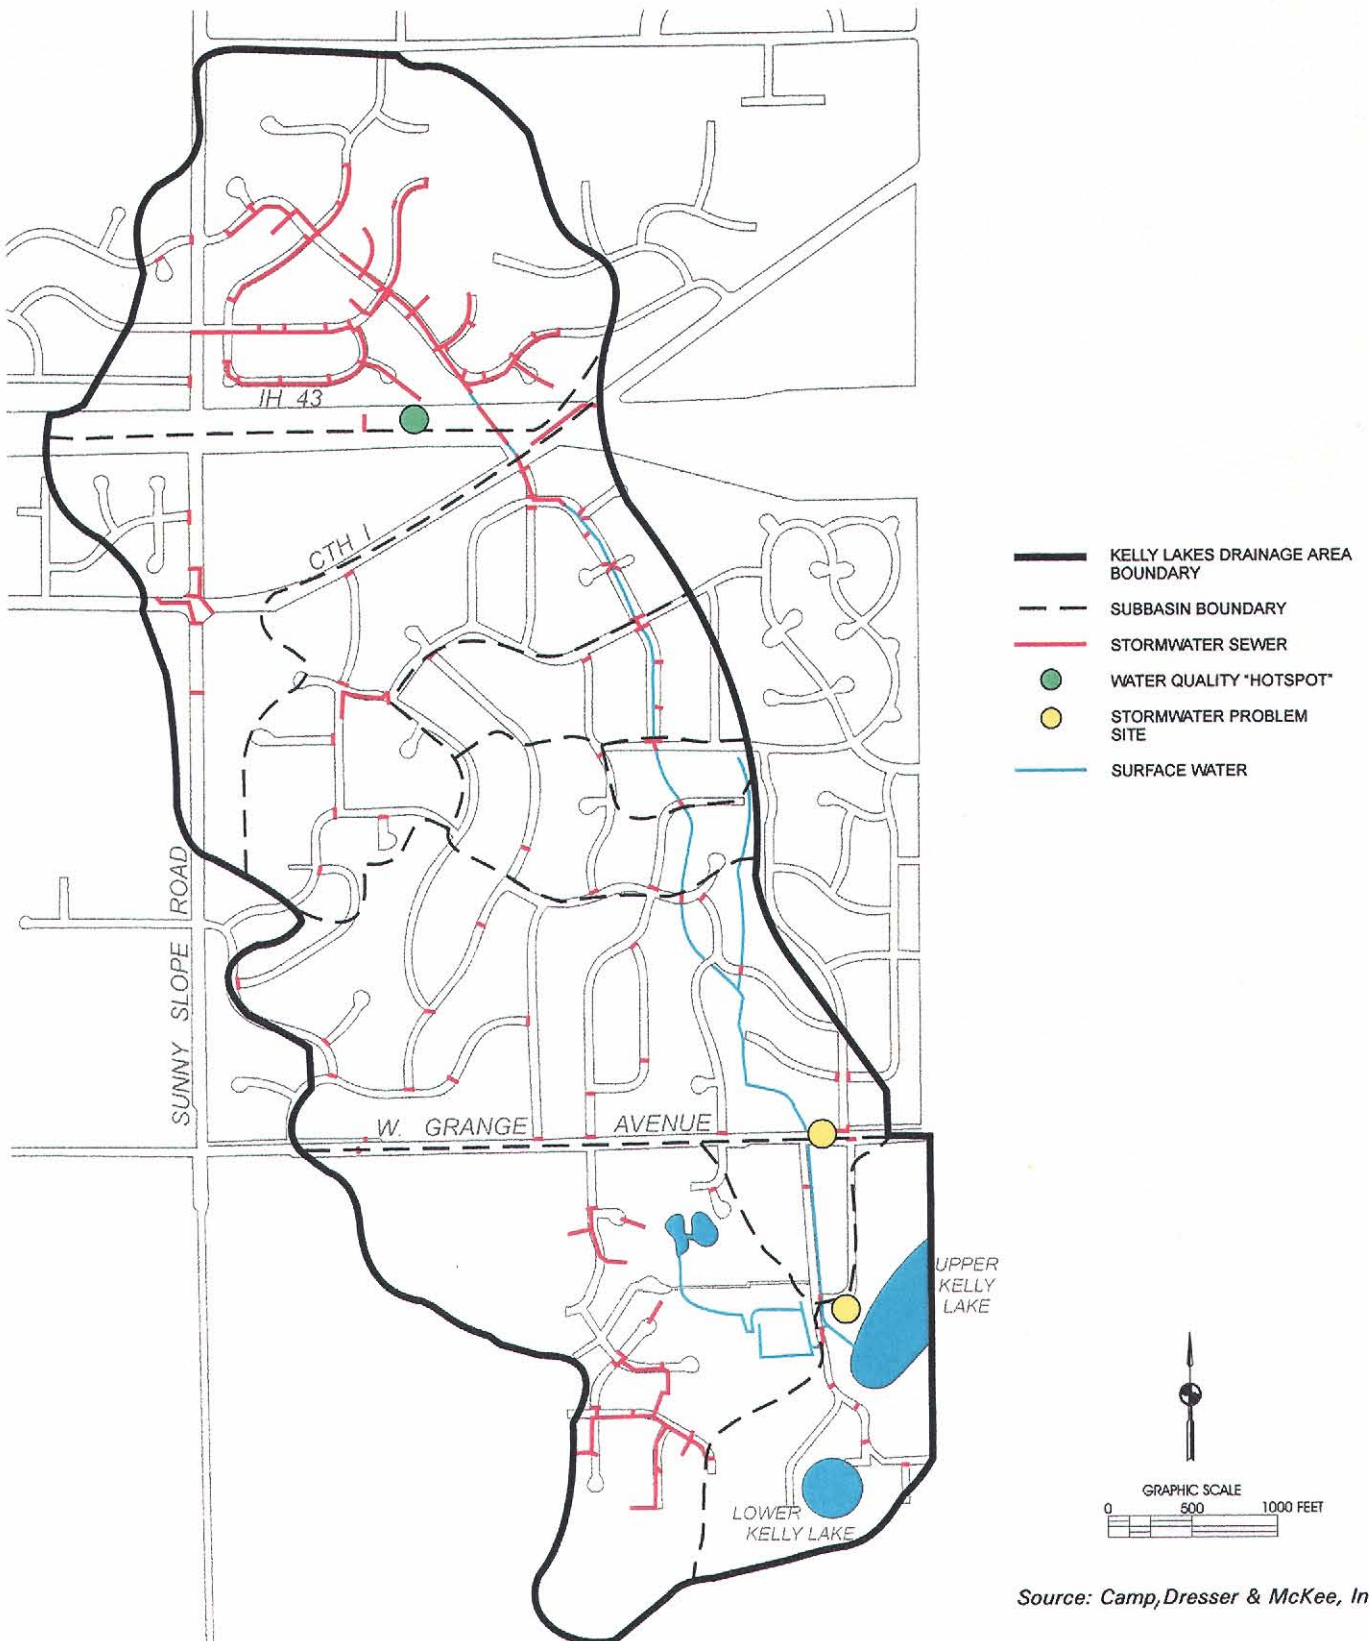 IH 43
CTH I
KELLY LAKES DRAINAGE AREA
BOUNDARY
SUBBASIN BOUNDARY
STORMWATER SEWER
WATER QUALITY "HOTSPOT"
STORMWATER PROBLEM
SITE
SURFACE WATER
SUNNY SLOPE ROAD
W. GRANGE AVENUE
UPPER
KELLY
LAKE
LOWER
KELLY LAKE
GRAPHIC SCALE
0 500 1000 FEET
Source: Camp, Dresser & McKee, In